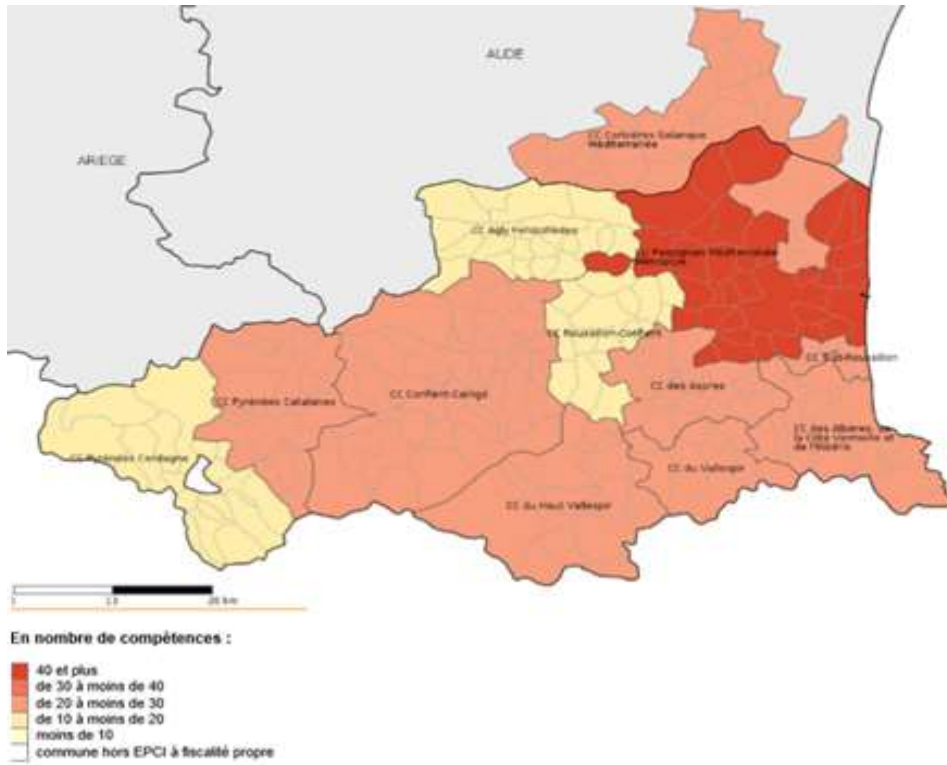 AUDE
ARIEGE
CC Corbières Salanque
Méditerranée
CC Agly Fenouillèdes
CU Perpignan Méditerranée
Métropole
CC Roussillon-Conflent
CC Sud-Roussillon
CC des Aspres
CC Pyrénées Catalanes
CC Conflent-Canigó
CC des Albères, de
la Côte Vermeille et
de l'Illibéris
CC Pyrénées Cerdagne
CC du Vallespir
CC du Haut Vallespir
26 km
En nombre de compétences :
40 et plus
de 30 à moins de 40
de 20 à moins de 30
de 10 à moins de 20
moins de 10
commune hors EPCI à fiscalité propre